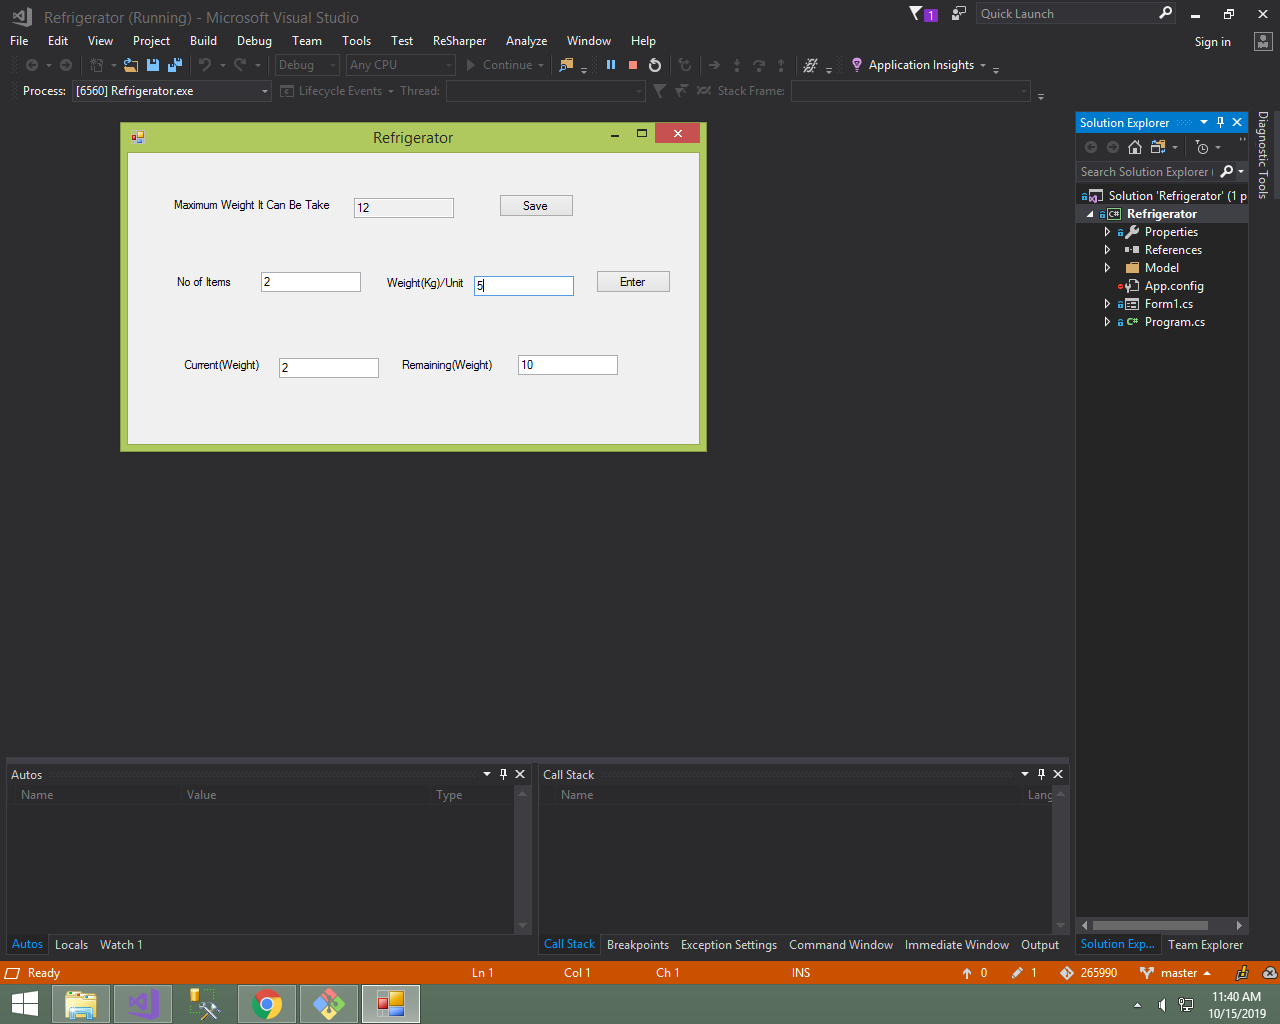 Refrigerator (Running) - Microsoft Visual Studio
1
Quick Launch
File Edit View Project Build Debug Team Tools Test ReSharper Analyze Window Help
Sign in
Debug Any CPU Continue Application Insights
Process: [6560] Refrigerator.exe Lifecycle Events Thread: Stack Frame:
Refrigerator
Maximum Weight It Can Be Take 12 Save
No of Items 2 Weight(Kg)/Unit 5 Enter
Current(Weight) 2 Remaining(Weight) 10
Solution Explorer
Search Solution Explorer (
Solution 'Refrigerator' (1 p
C# Refrigerator
Properties
References
Model
App.config
Form1.cs
C# Program.cs
Diagnostic Tools
Autos
Name Value Type
Autos Locals Watch 1
Call Stack
Name Lang
Call Stack Breakpoints Exception Settings Command Window Immediate Window Output
Solution Exp... Team Explorer
Ready Ln 1 Col 1 Ch 1 INS 0 1 265990 master
11:40 AM
10/15/2019